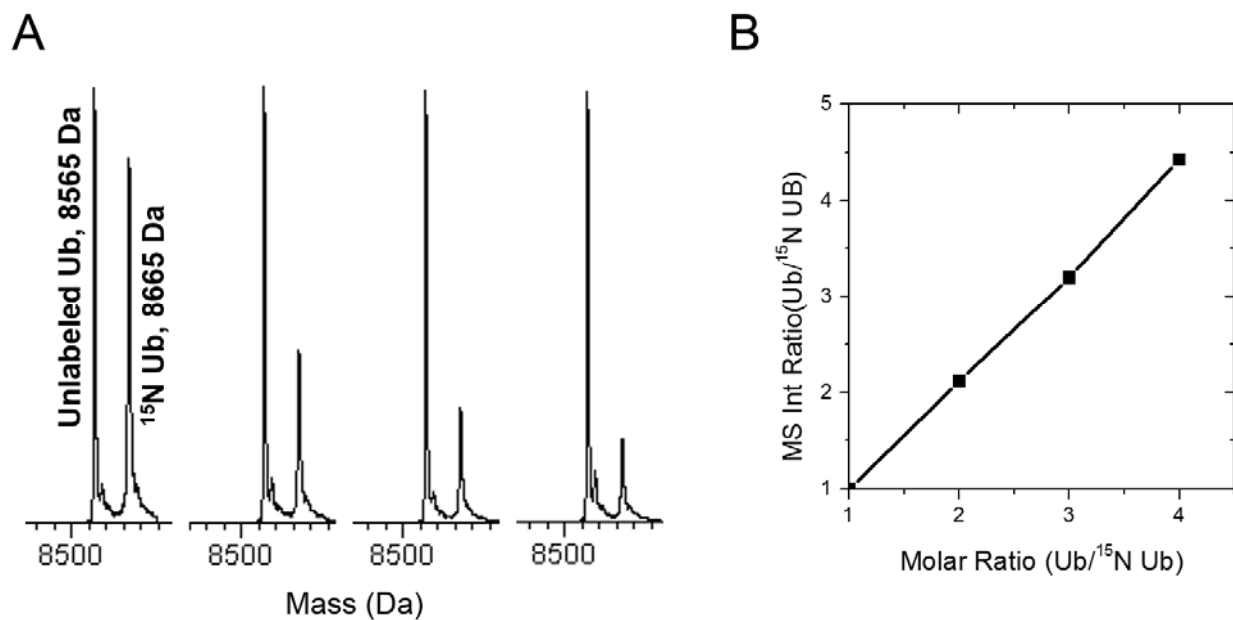 A
Unlabeled Ub, 8565 Da
¹⁵N Ub, 8665 Da
8500
8500
8500
8500
Mass (Da)
B
MS Int Ratio(Ub/¹⁵N UB)
5
4
3
2
1
1
2
3
4
Molar Ratio (Ub/¹⁵N Ub)